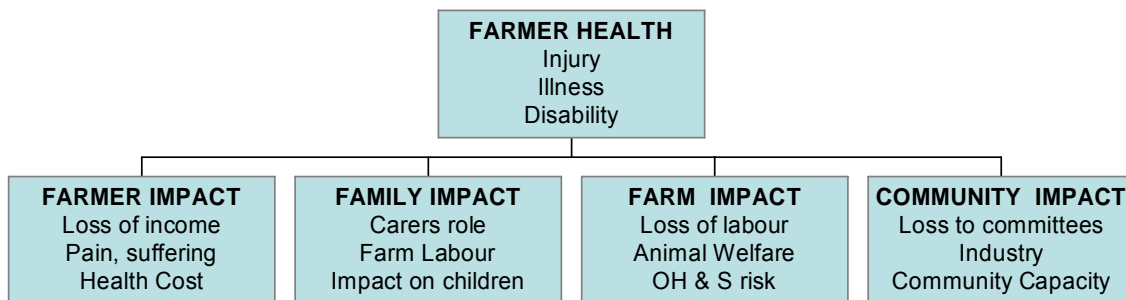 FARMER HEALTH
Injury
Illness
Disability
FARMER IMPACT
Loss of income
Pain, suffering
Health Cost
FAMILY IMPACT
Carers role
Farm Labour
Impact on children
FARM IMPACT
Loss of labour
Animal Welfare
OH & S risk
COMMUNITY IMPACT
Loss to committees
Industry
Community Capacity